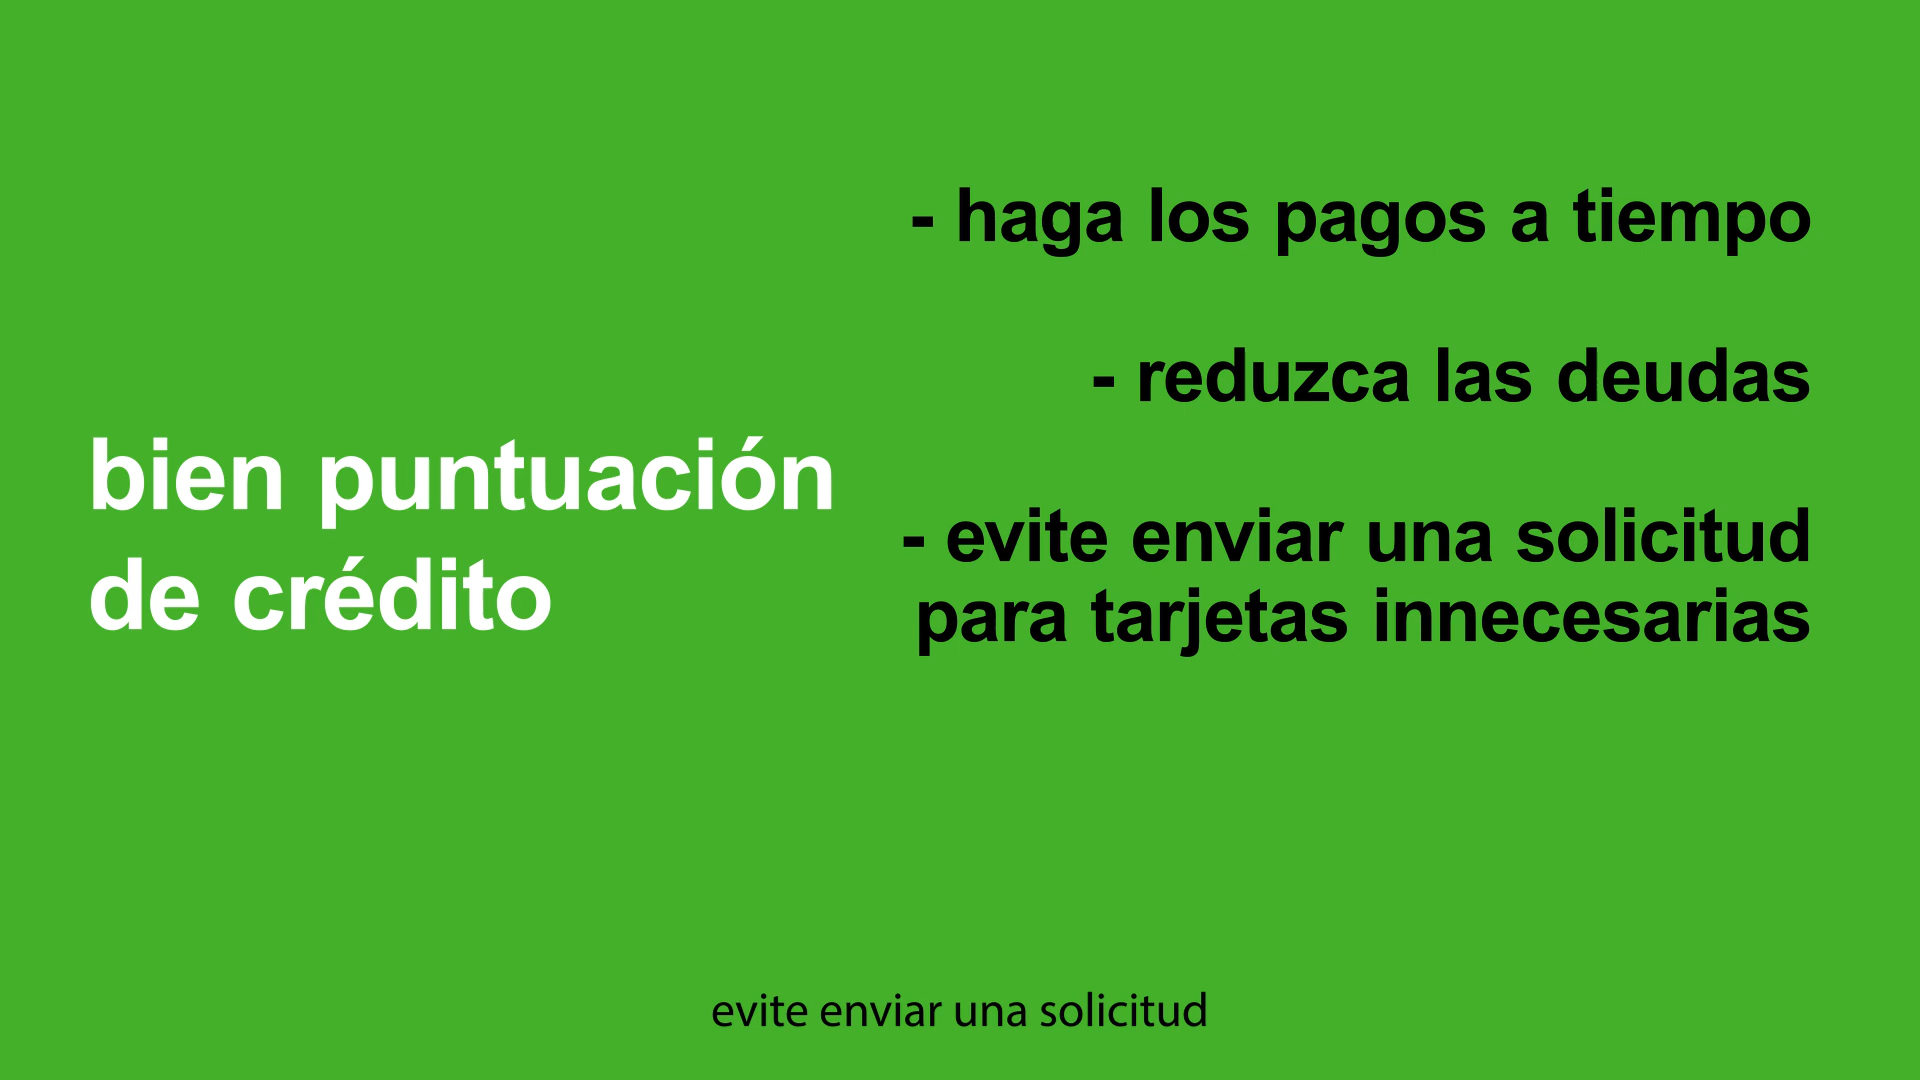 bien puntuación
de crédito
- haga los pagos a tiempo
- reduzca las deudas
- evite enviar una solicitud
para tarjetas innecesarias
evite enviar una solicitud